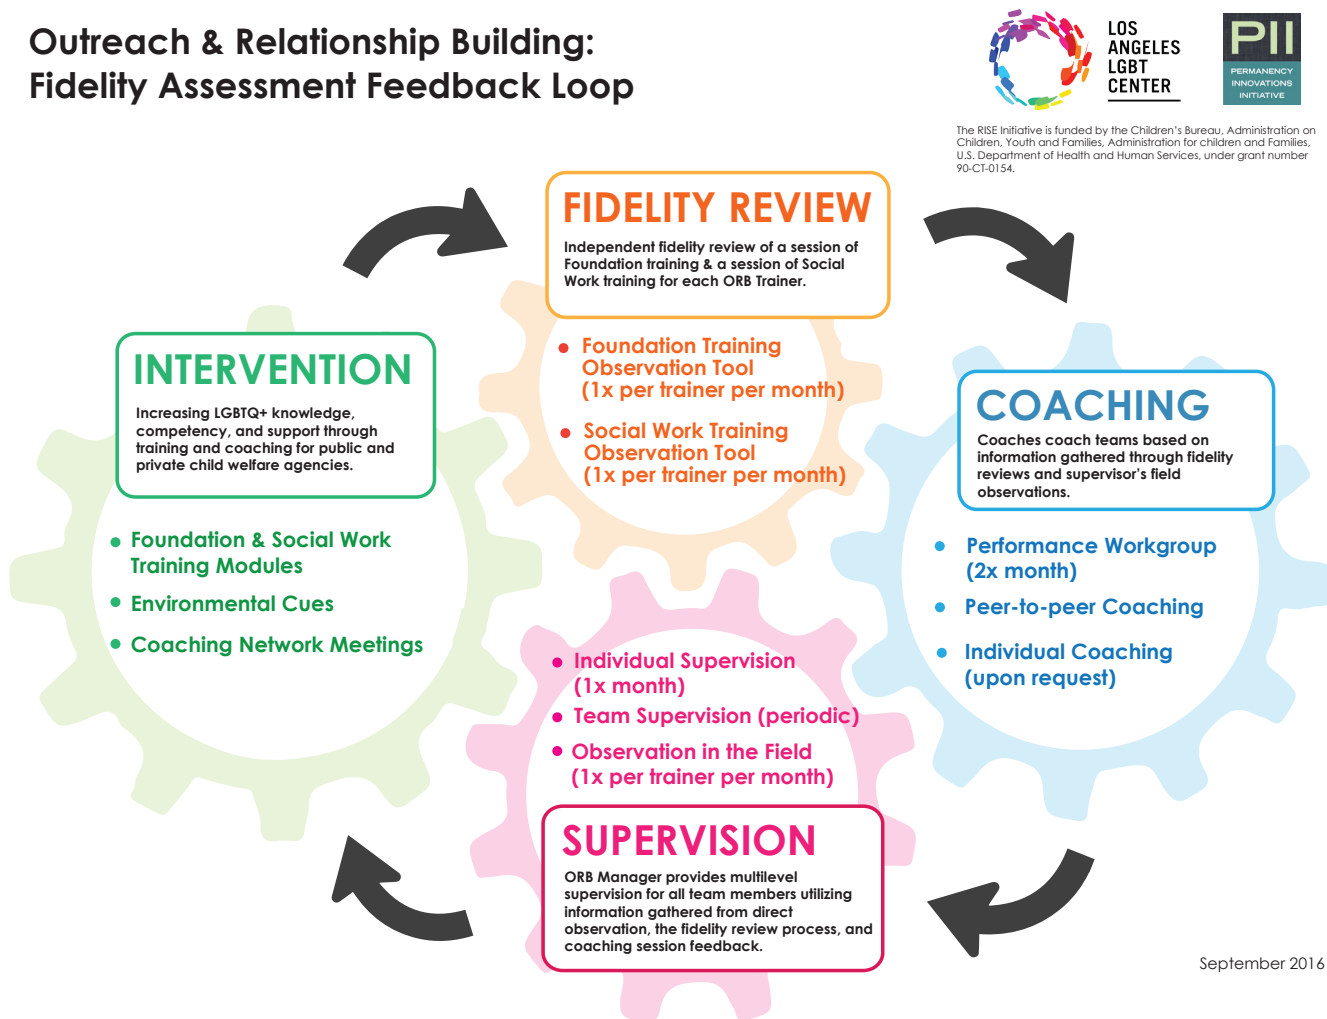 Outreach & Relationship Building:
Fidelity Assessment Feedback Loop
LOS
ANGELES
LGBT
CENTER
PII
PERMANENCY
INNOVATIONS
INITIATIVE
The RISE Initiative is funded by the Children's Bureau, Administration on
Children, Youth and Families, Administration for children and Families,
U.S. Department of Health and Human Services, under grant number
90-CT-0154.
FIDELITY REVIEW
Independent fidelity review of a session of
Foundation training & a session of Social
Work training for each ORB Trainer.
• Foundation Training
Observation Tool
(1x per trainer per month)
• Social Work Training
Observation Tool
(1x per trainer per month)
INTERVENTION
Increasing LGBTQ+ knowledge,
competency, and support through
training and coaching for public and
private child welfare agencies.
• Foundation & Social Work
Training Modules
• Environmental Cues
• Coaching Network Meetings
COACHING
Coaches coach teams based on
information gathered through fidelity
reviews and supervisor's field
observations.
• Performance Workgroup
(2x month)
• Peer-to-peer Coaching
• Individual Coaching
(upon request)
• Individual Supervision
(1x month)
• Team Supervision (periodic)
• Observation in the Field
(1x per trainer per month)
SUPERVISION
ORB Manager provides multilevel
supervision for all team members utilizing
information gathered from direct
observation, the fidelity review process, and
coaching session feedback.
September 2016